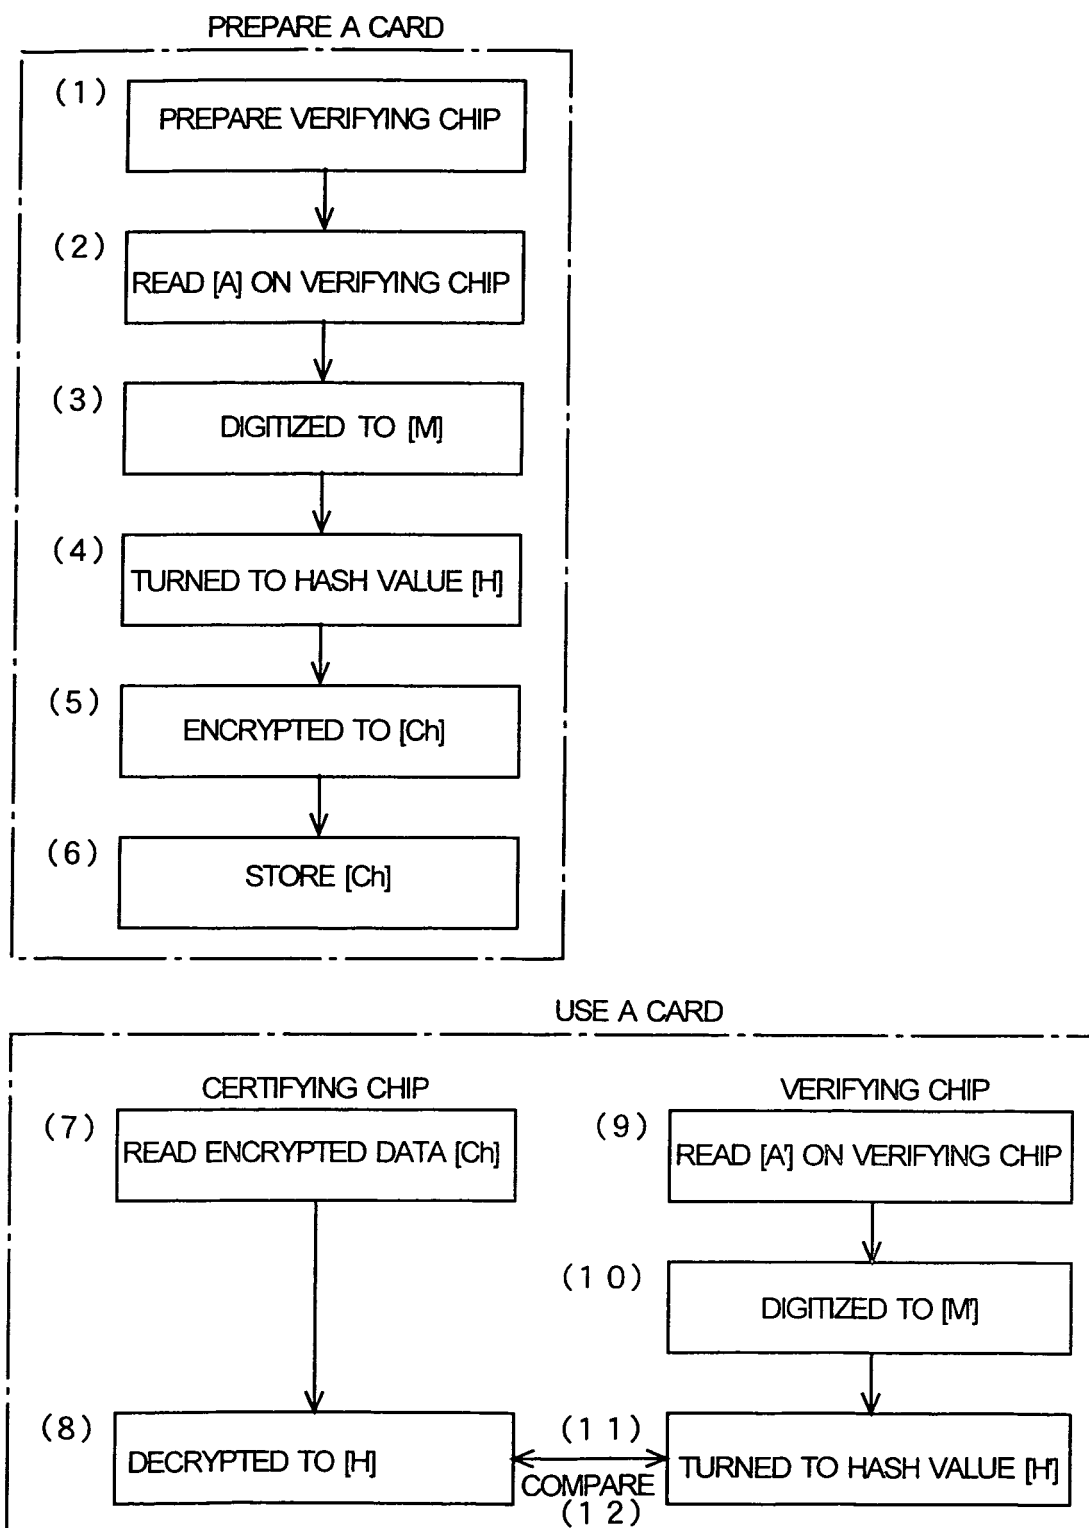 PREPARE A CARD
(1)
PREPARE VERIFYING CHIP
(2)
READ [A] ON VERIFYING CHIP
(3)
DIGITIZED TO [M]
(4)
TURNED TO HASH VALUE [H]
(5)
ENCRYPTED TO [Ch]
(6)
STORE [Ch]
USE A CARD
CERTIFYING CHIP
(7)
READ ENCRYPTED DATA [Ch]
(8)
DECRYPTED TO [H]
VERIFYING CHIP
(9)
READ [A'] ON VERIFYING CHIP
(10)
DIGITIZED TO [M']
(11)
TURNED TO HASH VALUE [H']
COMPARE
(12)